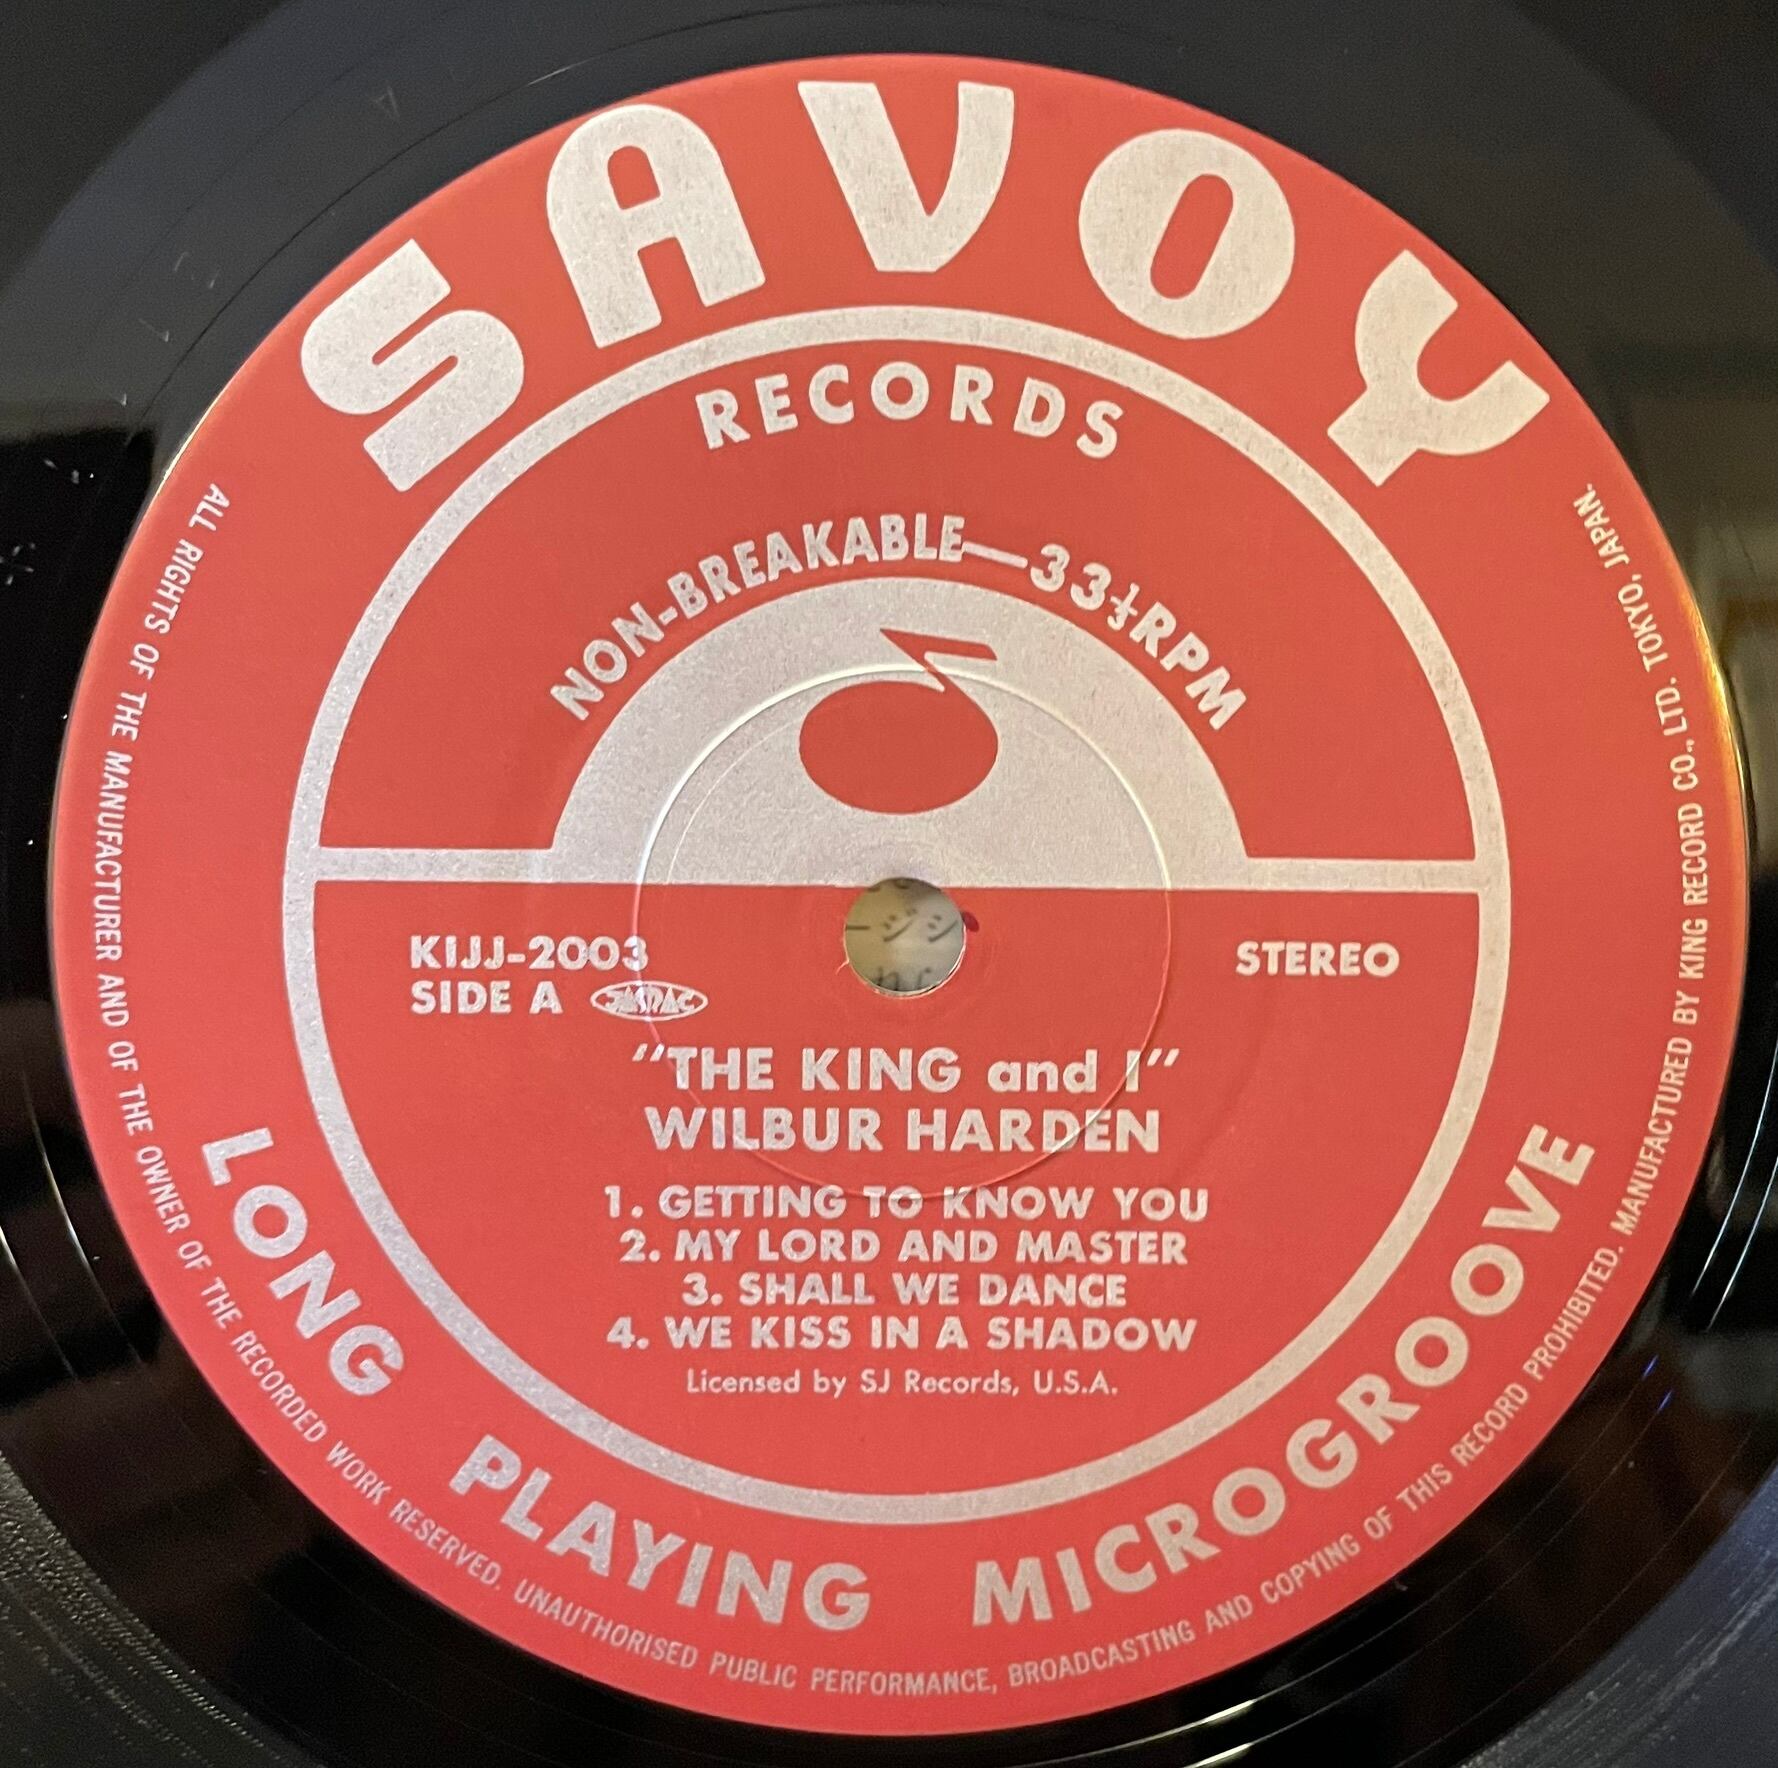 SAVOY
RECORDS
NON-BREAKABLE—33⅓RPM
KIJJ-2003
STEREO
SIDE A JASRAC
"THE KING and I"
WILBUR HARDEN
1. GETTING TO KNOW YOU
2. MY LORD AND MASTER
3. SHALL WE DANCE
4. WE KISS IN A SHADOW
Licensed by SJ Records, U.S.A.
LONG PLAYING MICROGROOVE
ALL RIGHTS OF THE MANUFACTURER AND OF THE OWNER OF THE RECORDED WORK RESERVED. UNAUTHORISED PUBLIC PERFORMANCE, BROADCASTING AND COPYING OF THIS RECORD PROHIBITED. MANUFACTURED BY KING RECORD CO., LTD. TOKYO, JAPAN.